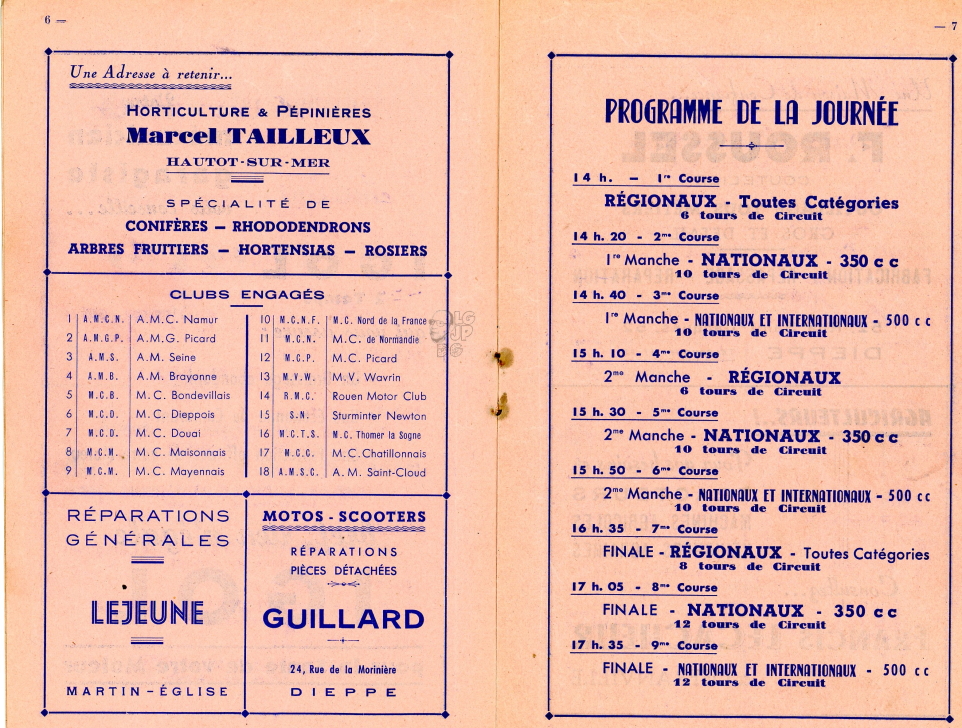 6 —
Une Adresse à retenir...
HORTICULTURE & PÉPINIÈRES
Marcel TAILLEUX
HAUTOT-SUR-MER
SPÉCIALITÉ DE
CONIFÈRES — RHODODENDRONS
ARBRES FRUITIERS — HORTENSIAS — ROSIERS
CLUBS ENGAGÉS
1 A.M.C.N. A.M.C. Namur
2 A.M.G.P. A.M.G. Picard
3 A.M.S. A.M. Seine
4 A.M.B. A.M. Brayonne
5 M.C.B. M.C. Bondevillais
6 M.C.D. M.C. Dieppois
7 M.C.D. M.C. Douai
8 M.C.M. M.C. Maisonnais
9 M.C.M. M.C. Mayennais
10 M.C.N.F. M.C. Nord de la France
11 M.C.N. M.C. de Normandie
12 M.C.P. M.C. Picard
13 M.V.W. M.V. Wavrin
14 R.M.C. Rouen Motor Club
15 S.N. Sturminter Newton
16 M.C.T.S. M.C. Thomer la Sogne
17 M.C.C. M.C. Chatillonnais
18 A.M.S.C. A.M. Saint-Cloud
RÉPARATIONS
GÉNÉRALES
LEJEUNE
MARTIN-ÉGLISE
MOTOS - SCOOTERS
RÉPARATIONS
PIÈCES DÉTACHÉES
GUILLARD
24, Rue de la Morinière
DIEPPE
— 7
PROGRAMME DE LA JOURNÉE
14 h. — 1re Course
RÉGIONAUX - Toutes Catégories
6 tours de Circuit
14 h. 20 - 2me Course
1re Manche - NATIONAUX - 350 cc
10 tours de Circuit
14 h. 40 - 3me Course
1re Manche - NATIONAUX ET INTERNATIONAUX - 500 cc
10 tours de Circuit
15 h. 10 - 4me Course
2me Manche - RÉGIONAUX
6 tours de Circuit
15 h. 30 - 5me Course
2me Manche - NATIONAUX - 350 cc
10 tours de Circuit
15 h. 50 - 6me Course
2me Manche - NATIONAUX ET INTERNATIONAUX - 500 cc
10 tours de Circuit
16 h. 35 - 7me Course
FINALE - RÉGIONAUX - Toutes Catégories
8 tours de Circuit
17 h. 05 - 8me Course
FINALE - NATIONAUX - 350 cc
12 tours de Circuit
17 h. 35 - 9me Course
FINALE - NATIONAUX ET INTERNATIONAUX - 500 cc
12 tours de Circuit